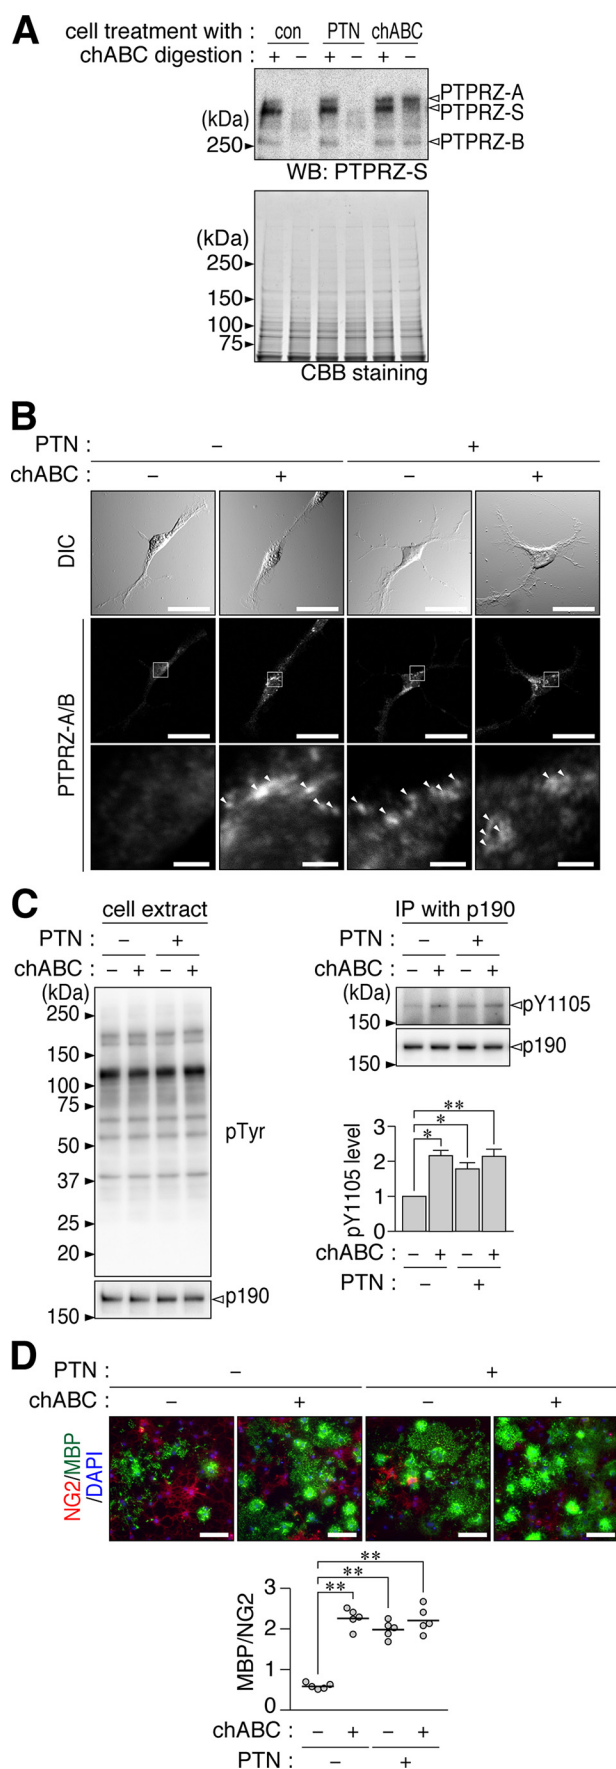 A
cell treatment with : con PTN chABC
chABC digestion : + − + − + −
PTPRZ-A
(kDa) PTPRZ-S
250 PTPRZ-B
WB: PTPRZ-S
(kDa)
250
150
100
75
CBB staining
B
PTN : − +
chABC : − + − +
DIC
PTPRZ-A/B
C
cell extract
PTN : − +
chABC : − + − +
(kDa)
250
150
100
75
50
37
25
20
pTyr
150
p190
IP with p190
PTN : − +
chABC : − + − +
(kDa)
150
pY1105
150
p190
pY1105 level
3
2
1
0
**
*
*
chABC : − + − +
PTN : − +
D
PTN : − +
chABC : − + − +
NG2/MBP
/DAPI
MBP/NG2
3
2
1
0
**
**
**
chABC : − + − +
PTN : − +